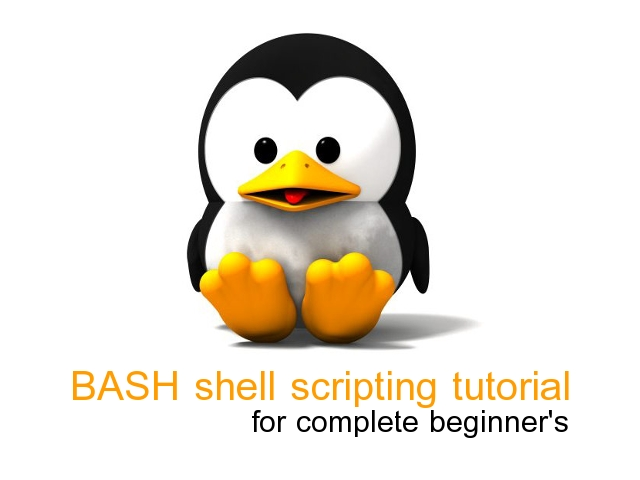 BASH shell scripting tutorial
for complete beginner's